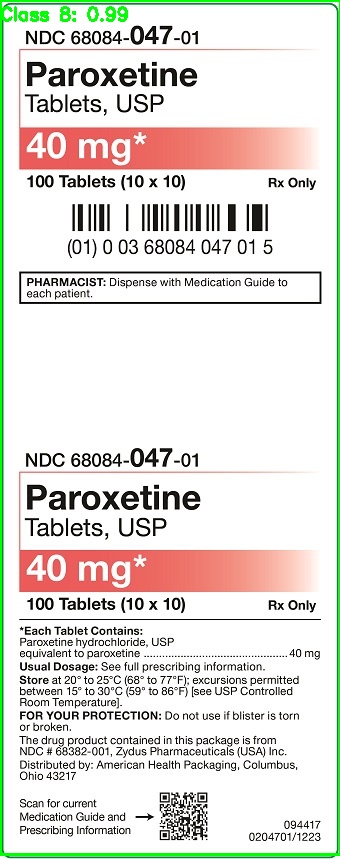 Class 8: 0.99
NDC 68084-047-01
Paroxetine
Tablets, USP
40 mg*
100 Tablets (10 x 10) Rx Only
(01) 0 03 68084 047 01 5
PHARMACIST: Dispense with Medication Guide to
each patient.
NDC 68084-047-01
Paroxetine
Tablets, USP
40 mg*
100 Tablets (10 x 10) Rx Only
*Each Tablet Contains:
Paroxetine hydrochloride, USP
equivalent to paroxetine ................................. 40 mg
Usual Dosage: See full prescribing information.
Store at 20° to 25°C (68° to 77°F); excursions permitted
between 15° to 30°C (59° to 86°F) [see USP Controlled
Room Temperature].
FOR YOUR PROTECTION: Do not use if blister is torn
or broken.
The drug product contained in this package is from
NDC # 68382-001, Zydus Pharmaceuticals (USA) Inc.
Distributed by: American Health Packaging, Columbus,
Ohio 43217
Scan for current
Medication Guide and
Prescribing Information
094417
0204701/1223